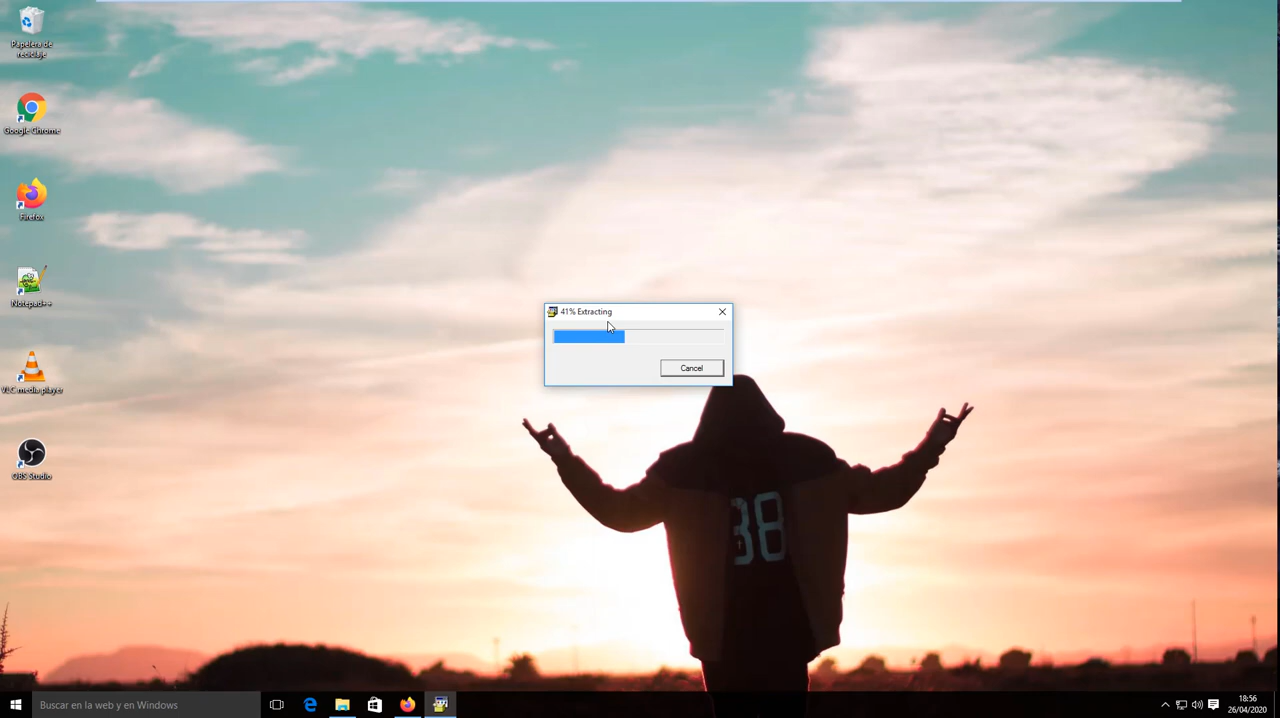 Papelera de
reciclaje
Google Chrome
Firefox
Notepad++
VLC media player
OBS Studio
41% Extracting
Cancel
38
Buscar en la web y en Windows
18:56
26/04/2020